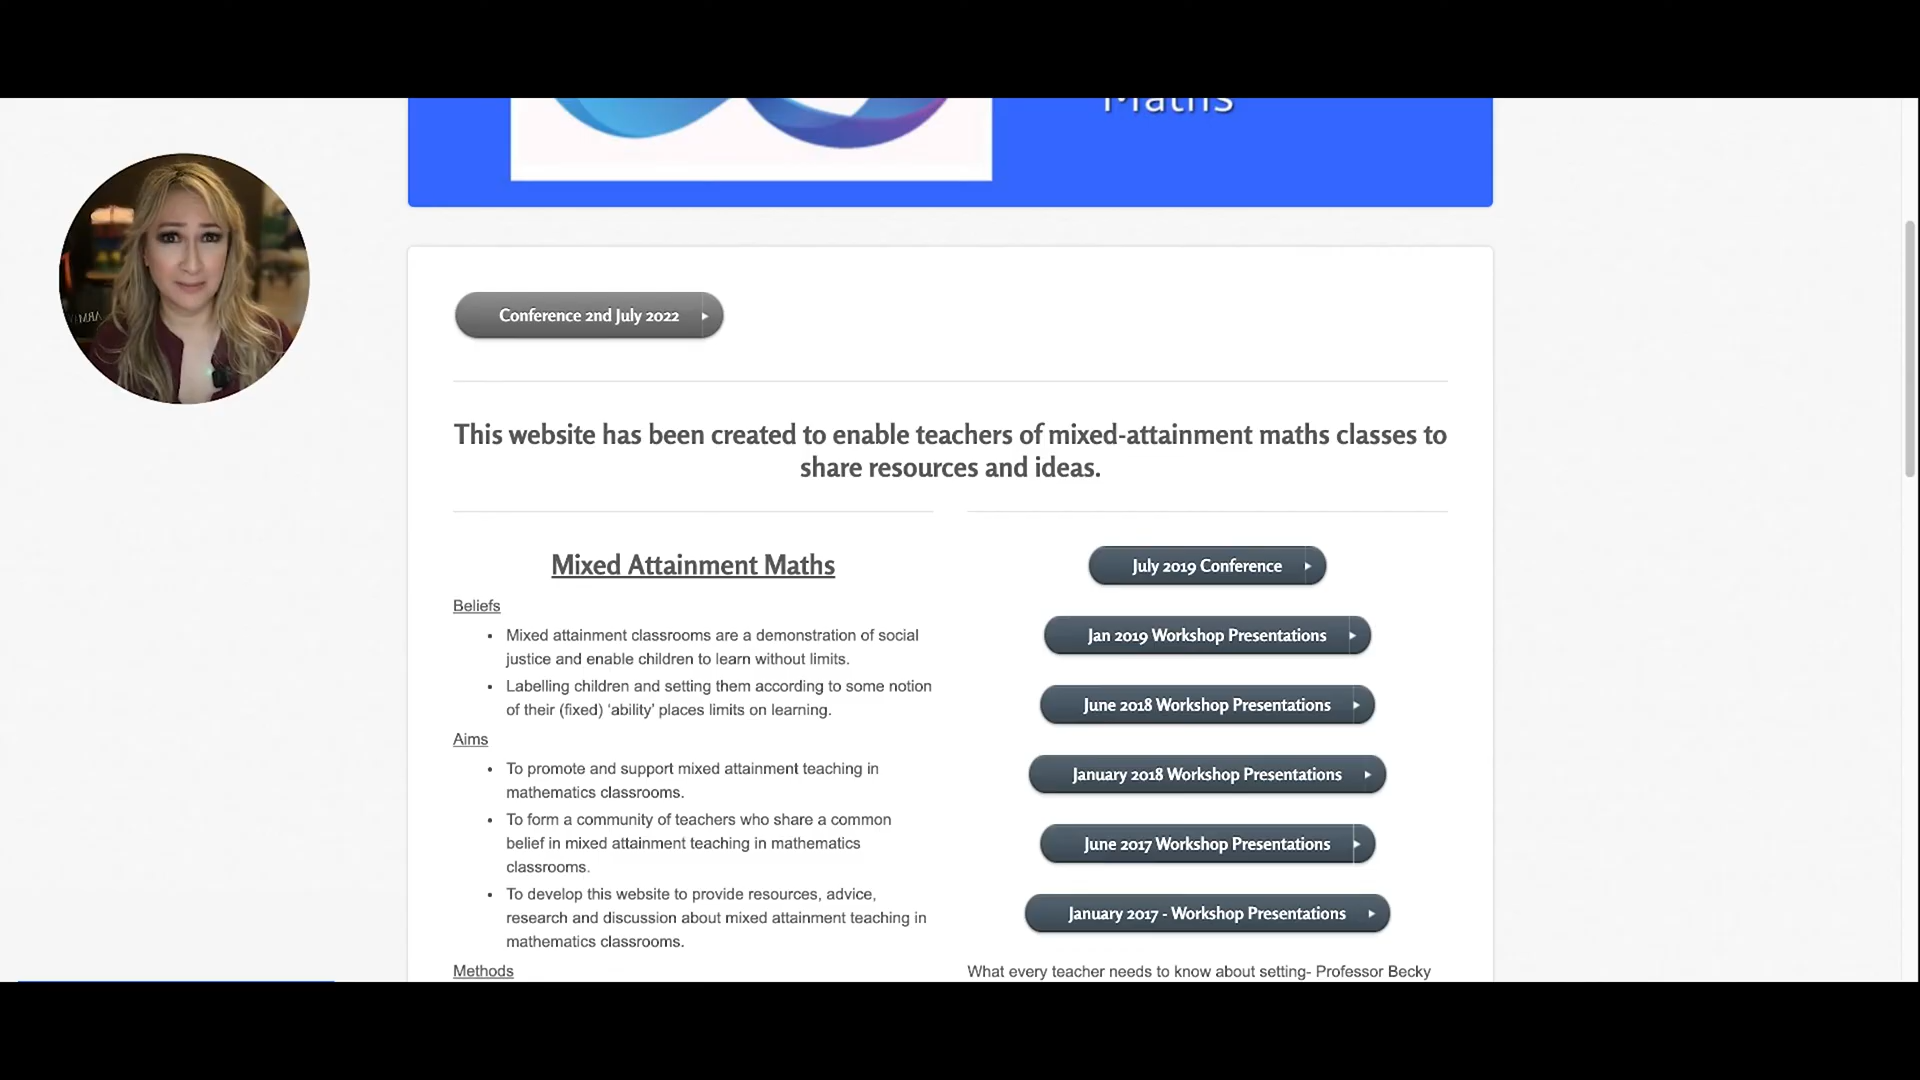 Maths
Conference 2nd July 2022
This website has been created to enable teachers of mixed-attainment maths classes to
share resources and ideas.
Mixed Attainment Maths
Beliefs
• Mixed attainment classrooms are a demonstration of social
justice and enable children to learn without limits.
• Labelling children and setting them according to some notion
of their (fixed) ‘ability’ places limits on learning.
Aims
• To promote and support mixed attainment teaching in
mathematics classrooms.
• To form a community of teachers who share a common
belief in mixed attainment teaching in mathematics
classrooms.
• To develop this website to provide resources, advice,
research and discussion about mixed attainment teaching in
mathematics classrooms.
Methods
July 2019 Conference
Jan 2019 Workshop Presentations
June 2018 Workshop Presentations
January 2018 Workshop Presentations
June 2017 Workshop Presentations
January 2017 - Workshop Presentations
What every teacher needs to know about setting- Professor Becky